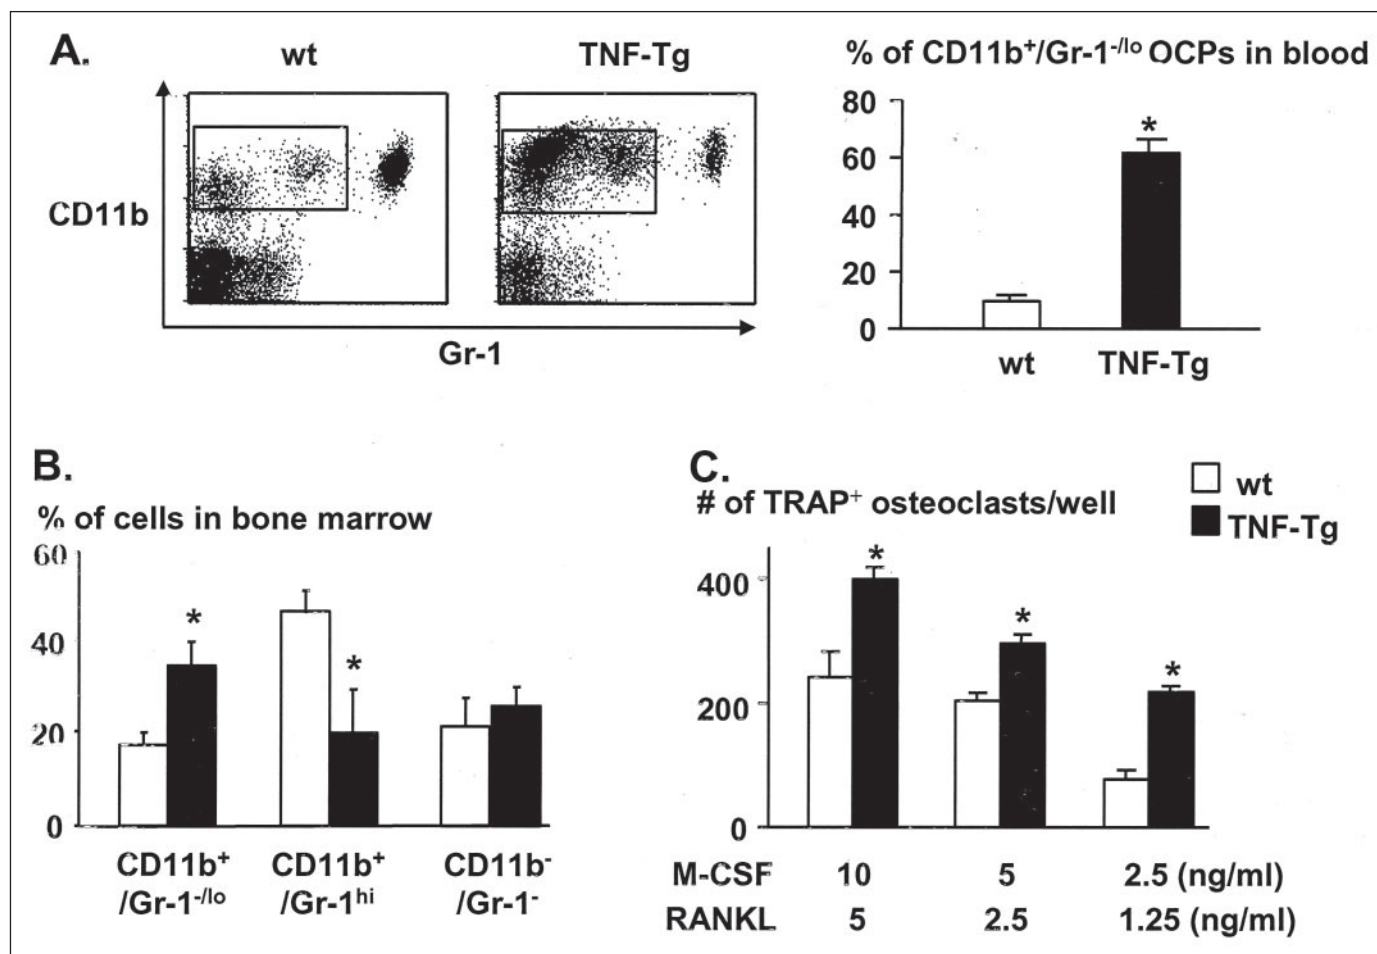 A.
wt
TNF-Tg
CD11b
Gr-1
% of CD11b⁺/Gr-1⁻/ˡᵒ OCPs in blood
80
60
40
20
0
*
wt
TNF-Tg
B.
% of cells in bone marrow
60
40
20
0
*
*
CD11b⁺ CD11b⁺ CD11b⁻
/Gr-1⁻/ˡᵒ /Gr-1ʰⁱ /Gr-1⁻
C.
# of TRAP⁺ osteoclasts/well
wt
TNF-Tg
400
200
0
*
*
*
M-CSF 10 5 2.5 (ng/ml)
RANKL 5 2.5 1.25 (ng/ml)